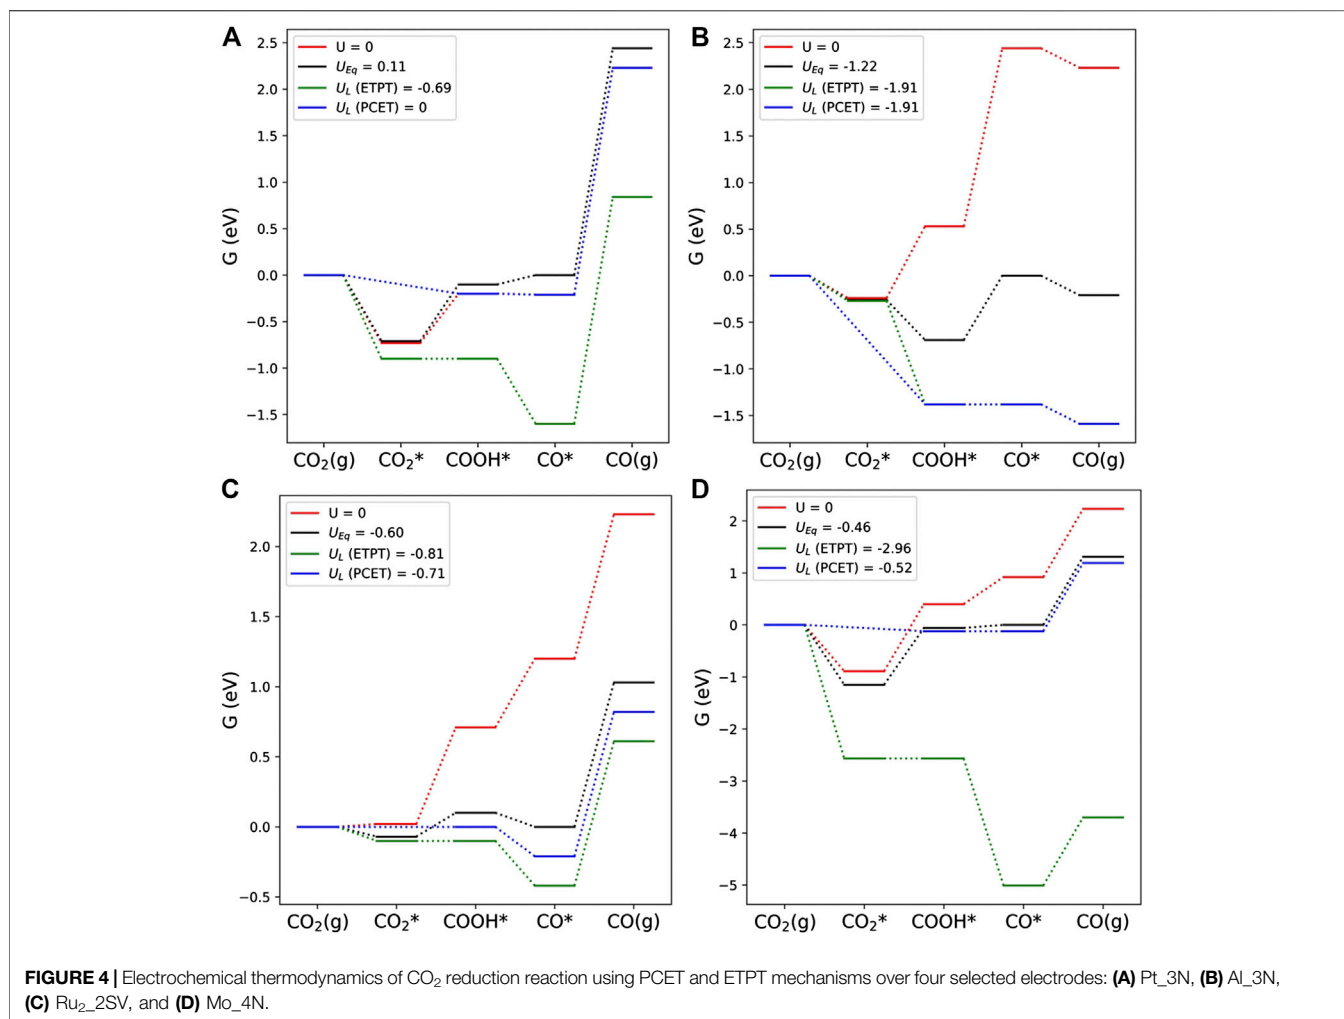 A
U = 0
U_Eq = 0.11
U_L (ETPT) = -0.69
U_L (PCET) = 0
G (eV)
2.5
2.0
1.5
1.0
0.5
0.0
−0.5
−1.0
−1.5
CO₂(g) CO₂* COOH* CO* CO(g)
B
U = 0
U_Eq = -1.22
U_L (ETPT) = -1.91
U_L (PCET) = -1.91
G (eV)
2.5
2.0
1.5
1.0
0.5
0.0
−0.5
−1.0
−1.5
CO₂(g) CO₂* COOH* CO* CO(g)
C
U = 0
U_Eq = -0.60
U_L (ETPT) = -0.81
U_L (PCET) = -0.71
G (eV)
2.0
1.5
1.0
0.5
0.0
−0.5
CO₂(g) CO₂* COOH* CO* CO(g)
D
U = 0
U_Eq = -0.46
U_L (ETPT) = -2.96
U_L (PCET) = -0.52
G (eV)
2
1
0
−1
−2
−3
−4
−5
CO₂(g) CO₂* COOH* CO* CO(g)
FIGURE 4 | Electrochemical thermodynamics of CO₂ reduction reaction using PCET and ETPT mechanisms over four selected electrodes: (A) Pt_3N, (B) Al_3N,
(C) Ru₂_2SV, and (D) Mo_4N.